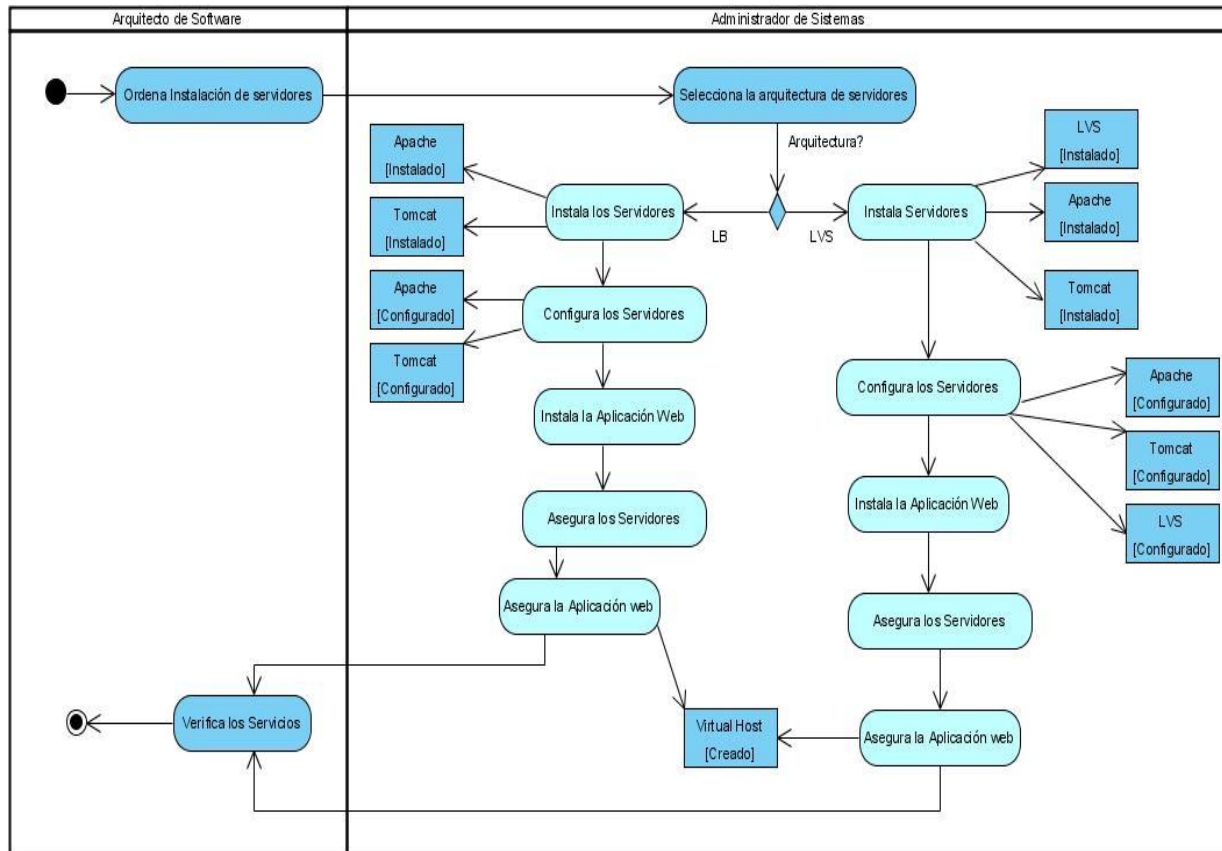 Arquitecto de Software
Administrador de Sistemas
Ordena Instalación de servidores
Selecciona la arquitectura de servidores
Arquitectura?
Apache
[Instalado]
LVS
[Instalado]
Tomcat
[Instalado]
Instala los Servidores
LB
LVS
Instala Servidores
Apache
[Instalado]
Tomcat
[Instalado]
Apache
[Configurado]
Tomcat
[Configurado]
Configura los Servidores
Configura los Servidores
Apache
[Configurado]
Tomcat
[Configurado]
LVS
[Configurado]
Instala la Aplicación Web
Instala la Aplicación Web
Asegura los Servidores
Asegura la Aplicación web
Asegura los Servidores
Verifica los Servicios
Virtual Host
[Creado]
Asegura la Aplicación web